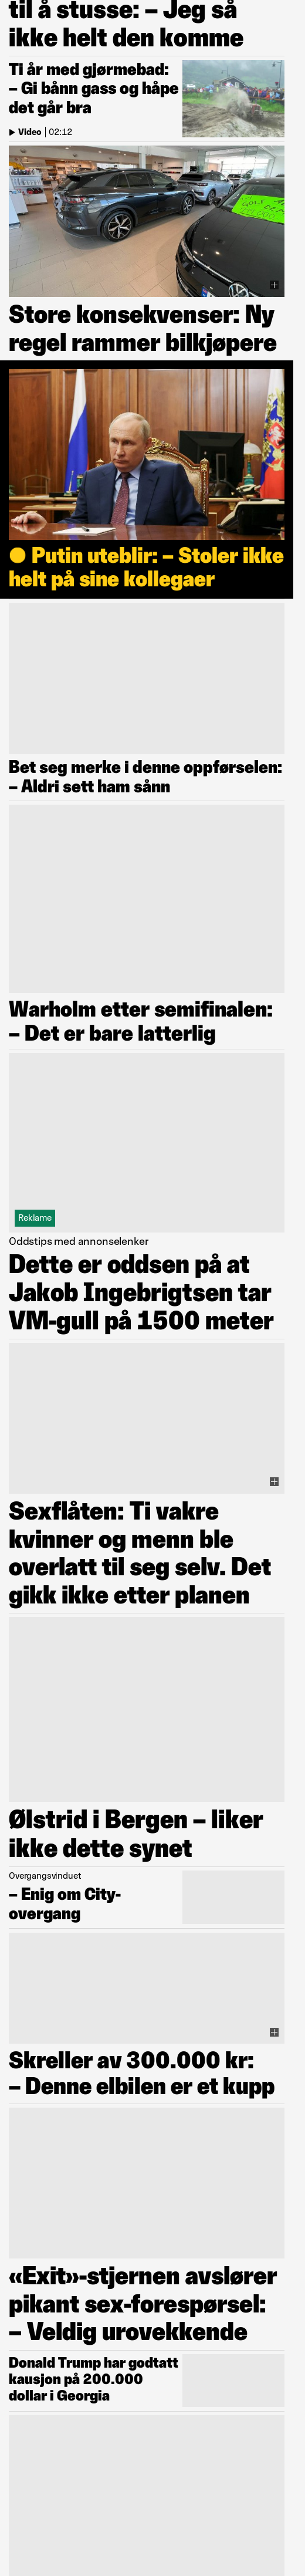 til å stusse: – Jeg så
ikke helt den komme
Ti år med gjørmebad:
– Gi bånn gass og håpe
det går bra
Video | 02:12
Store konsekvenser: Ny
regel rammer bilkjøpere
Putin uteblir: – Stoler ikke
helt på sine kollegaer
Bet seg merke i denne oppførselen:
– Aldri sett ham sånn
Warholm etter semifinalen:
– Det er bare latterlig
Reklame
Oddstips med annonselenker
Dette er oddsen på at
Jakob Ingebrigtsen tar
VM-gull på 1500 meter
Sexflåten: Ti vakre
kvinner og menn ble
overlatt til seg selv. Det
gikk ikke etter planen
Ølstrid i Bergen – liker
ikke dette synet
Overgangsvinduet
– Enig om City-
overgang
Skreller av 300.000 kr:
– Denne elbilen er et kupp
«Exit»-stjernen avslører
pikant sex-forespørsel:
– Veldig urovekkende
Donald Trump har godtatt
kausjon på 200.000
dollar i Georgia